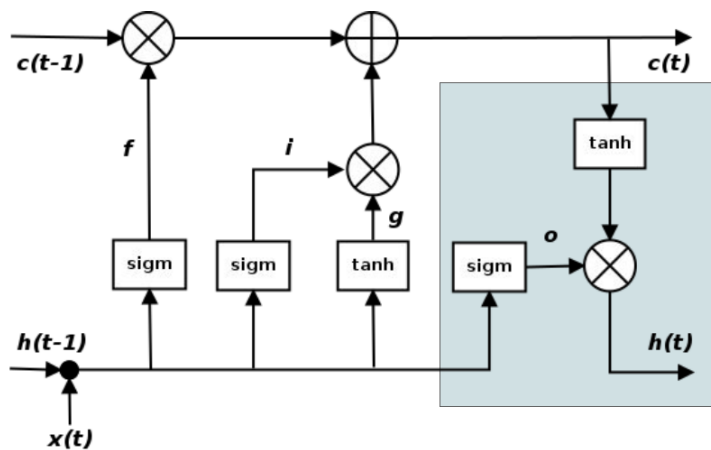 c(t-1)
c(t)
tanh
f
i
g
o
sigm
sigm
tanh
sigm
h(t-1)
h(t)
x(t)